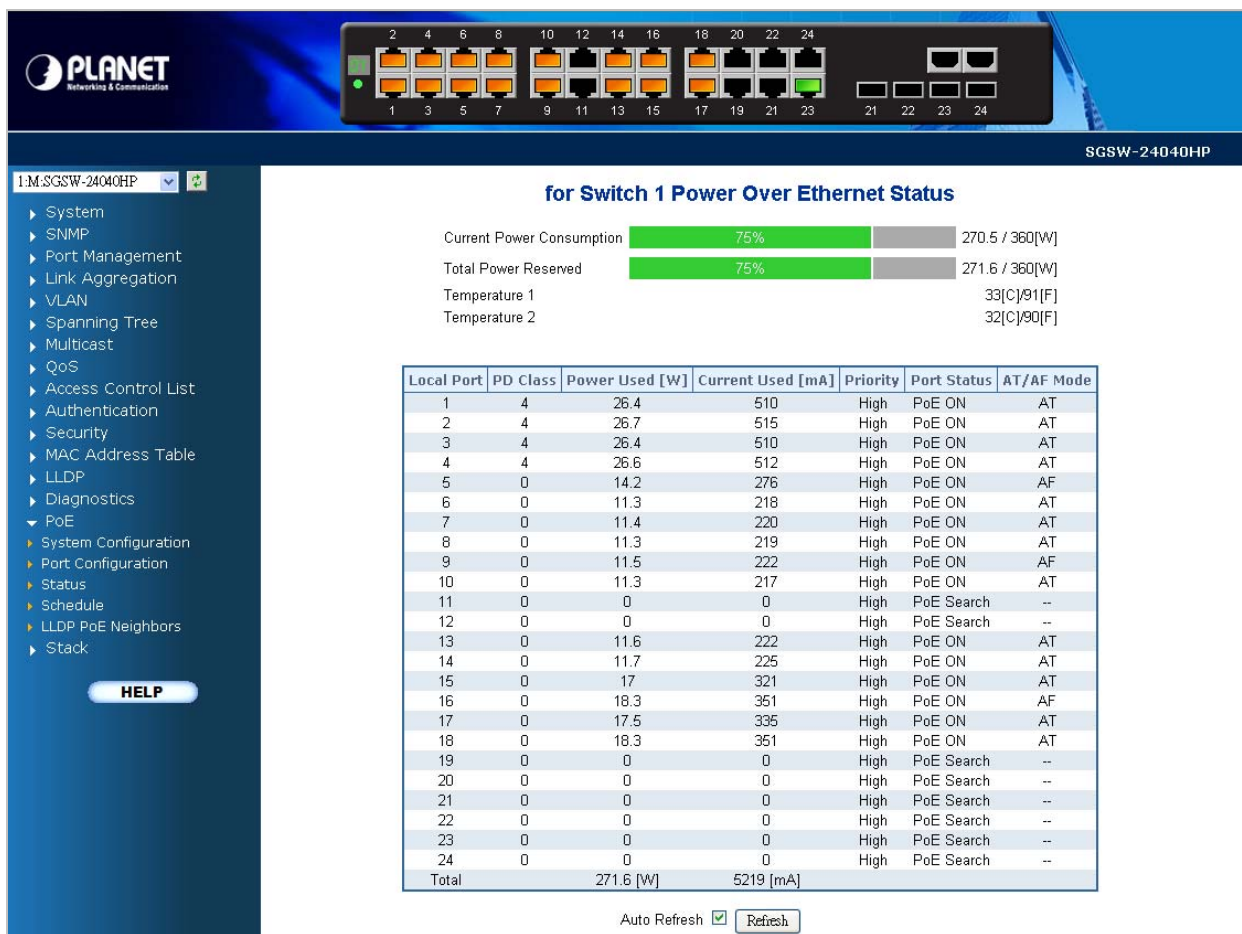 PLANET
Networking & Communication
2 4 6 8 10 12 14 16 18 20 22 24
1 3 5 7 9 11 13 15 17 19 21 23 21 22 23 24
SGSW-24040HP
1:M:SGSW-24040HP
System
SNMP
Port Management
Link Aggregation
VLAN
Spanning Tree
Multicast
QoS
Access Control List
Authentication
Security
MAC Address Table
LLDP
Diagnostics
PoE
System Configuration
Port Configuration
Status
Schedule
LLDP PoE Neighbors
Stack
HELP
for Switch 1 Power Over Ethernet Status
Current Power Consumption 75% 270.5 / 360[W]
Total Power Reserved 75% 271.6 / 360[W]
Temperature 1 33[C]/91[F]
Temperature 2 32[C]/90[F]
Local Port PD Class Power Used [W] Current Used [mA] Priority Port Status AT/AF Mode
1 4 26.4 510 High PoE ON AT
2 4 26.7 515 High PoE ON AT
3 4 26.4 510 High PoE ON AT
4 4 26.6 512 High PoE ON AT
5 0 14.2 276 High PoE ON AF
6 0 11.3 218 High PoE ON AT
7 0 11.4 220 High PoE ON AT
8 0 11.3 219 High PoE ON AT
9 0 11.5 222 High PoE ON AF
10 0 11.3 217 High PoE ON AT
11 0 0 0 High PoE Search --
12 0 0 0 High PoE Search --
13 0 11.6 222 High PoE ON AT
14 0 11.7 225 High PoE ON AT
15 0 17 321 High PoE ON AT
16 0 18.3 351 High PoE ON AF
17 0 17.5 335 High PoE ON AT
18 0 18.3 351 High PoE ON AT
19 0 0 0 High PoE Search --
20 0 0 0 High PoE Search --
21 0 0 0 High PoE Search --
22 0 0 0 High PoE Search --
23 0 0 0 High PoE Search --
24 0 0 0 High PoE Search --
Total 271.6 [W] 5219 [mA]
Auto Refresh Refresh